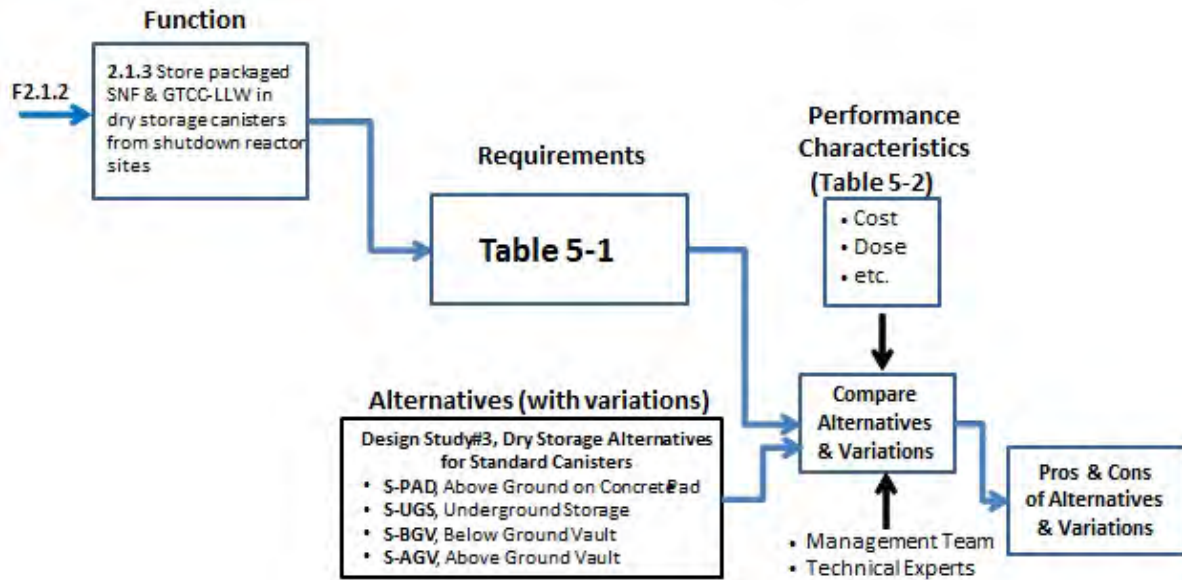 Function
F2.1.2
2.1.3 Store packaged
SNF & GTCC-LLW in
dry storage canisters
from shutdown reactor
sites
Requirements
Table 5-1
Performance
Characteristics
(Table 5-2)
• Cost
• Dose
• etc.
Alternatives (with variations)
Design Study#3, Dry Storage Alternatives
for Standard Canisters
• S-PAD, Above Ground on Concrete Pad
• S-UGS, Underground Storage
• S-BGV, Below Ground Vault
• S-AGV, Above Ground Vault
Compare
Alternatives
& Variations
• Management Team
• Technical Experts
Pros & Cons
of Alternatives
& Variations